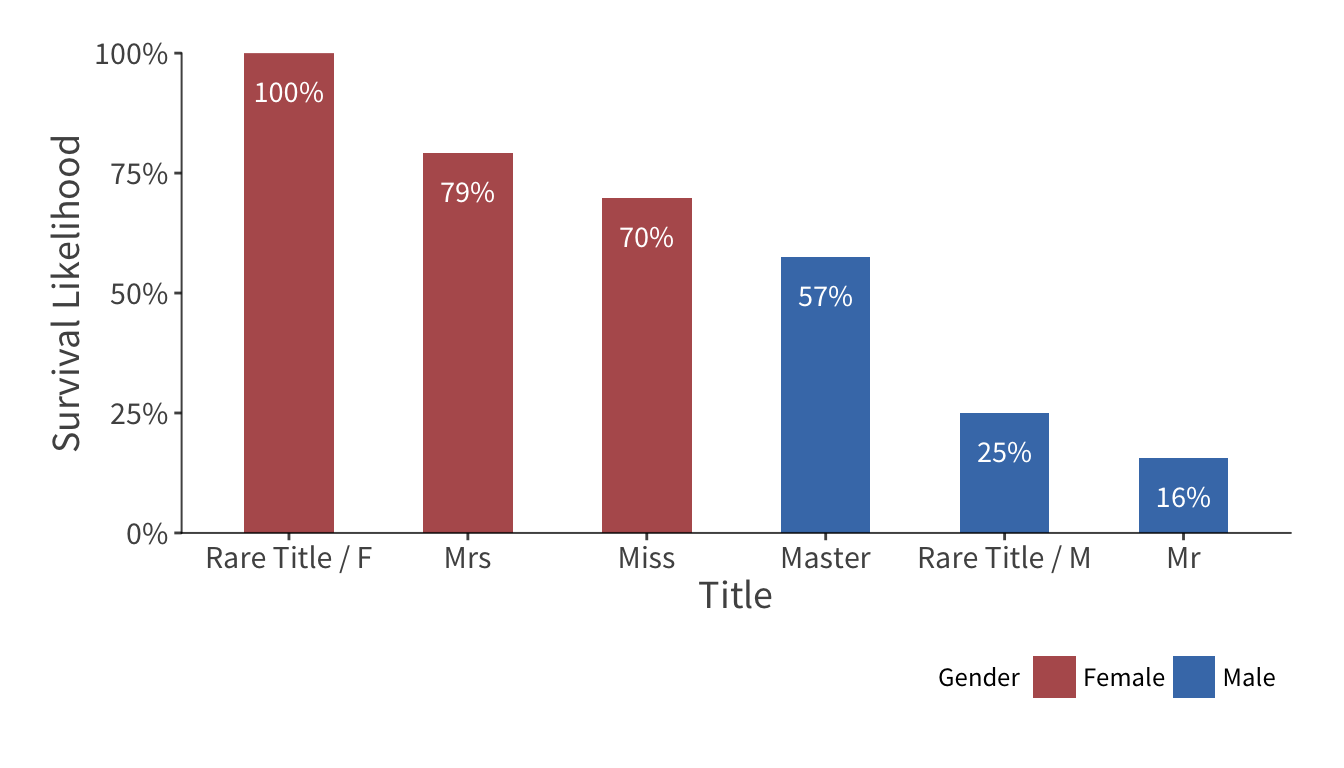 Survival Likelihood
100%
75%
50%
25%
0%
100%
79%
70%
57%
25%
16%
Rare Title / F Mrs Miss Master Rare Title / M Mr
Title
Gender Female Male